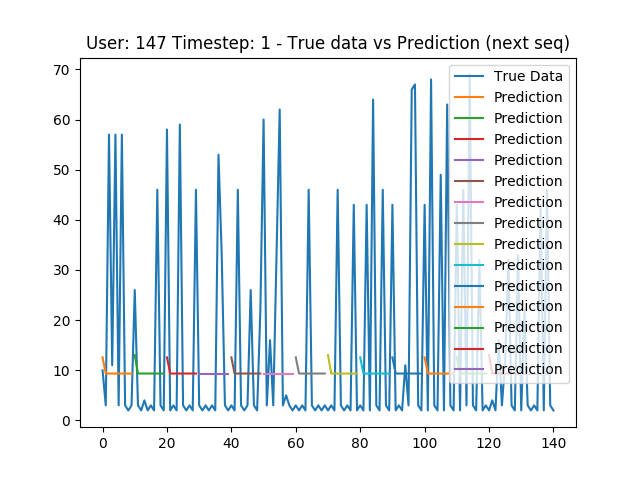 User: 147 Timestep: 1 - True data vs Prediction (next seq)
70
60
50
40
30
20
10
0
0 20 40 60 80 100 120 140
True Data
Prediction
Prediction
Prediction
Prediction
Prediction
Prediction
Prediction
Prediction
Prediction
Prediction
Prediction
Prediction
Prediction
Prediction